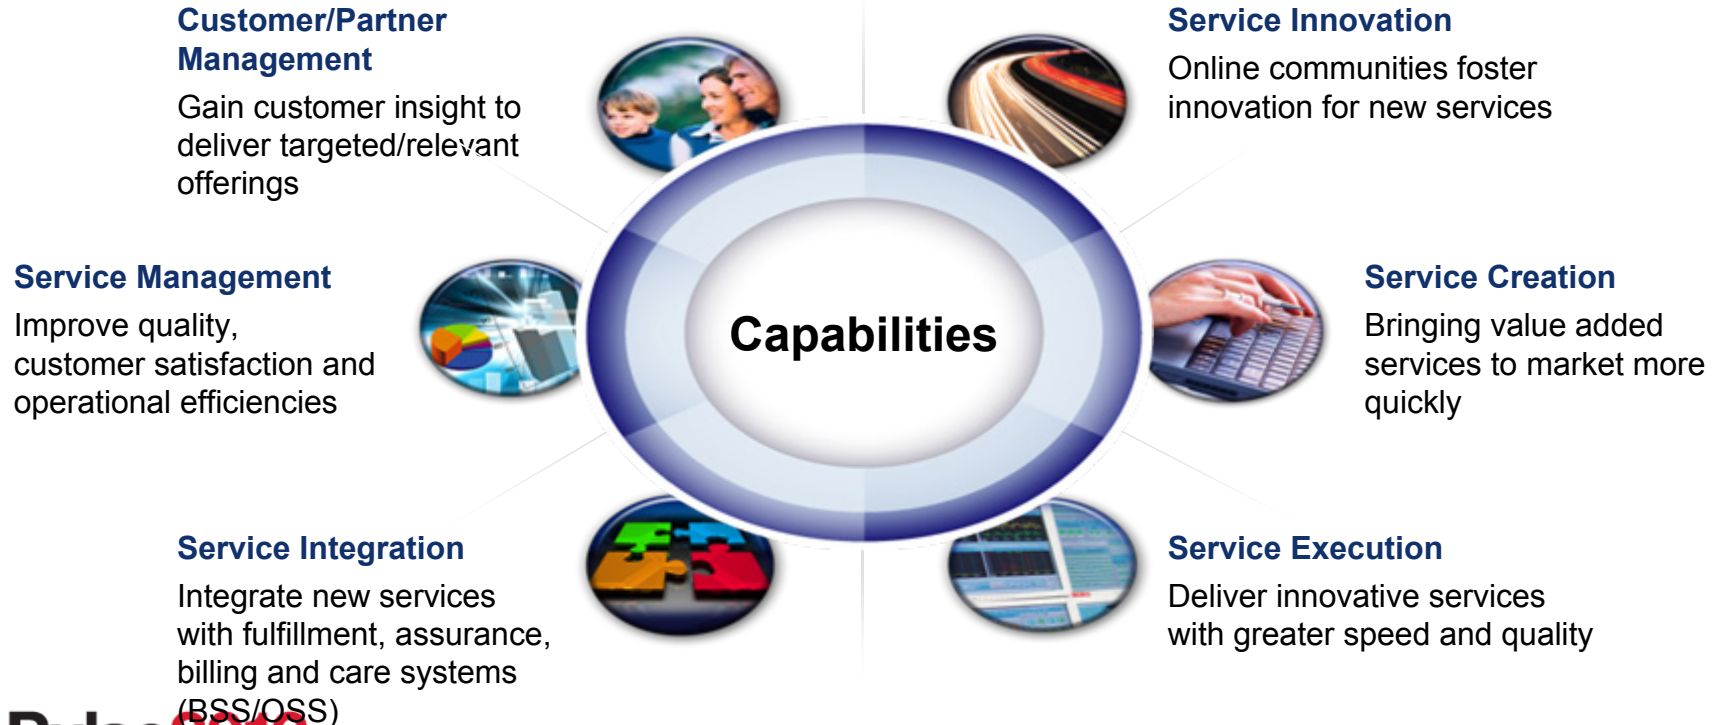 Customer/Partner
Management
Gain customer insight to
deliver targeted/relevant
offerings
Service Innovation
Online communities foster
innovation for new services
Service Management
Improve quality,
customer satisfaction and
operational efficiencies
Capabilities
Service Creation
Bringing value added
services to market more
quickly
Service Integration
Integrate new services
with fulfillment, assurance,
billing and care systems
(BSS/OSS)
Service Execution
Deliver innovative services
with greater speed and quality